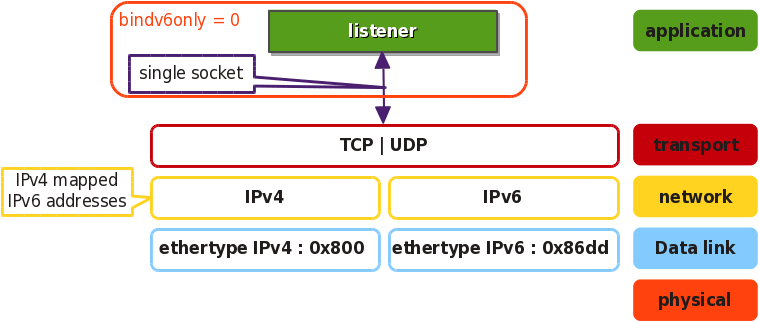 bindv6only = 0
listener
application
single socket
TCP | UDP
transport
IPv4 mapped
IPv6 addresses
IPv4
IPv6
network
ethertype IPv4 : 0x800
ethertype IPv6 : 0x86dd
Data link
physical